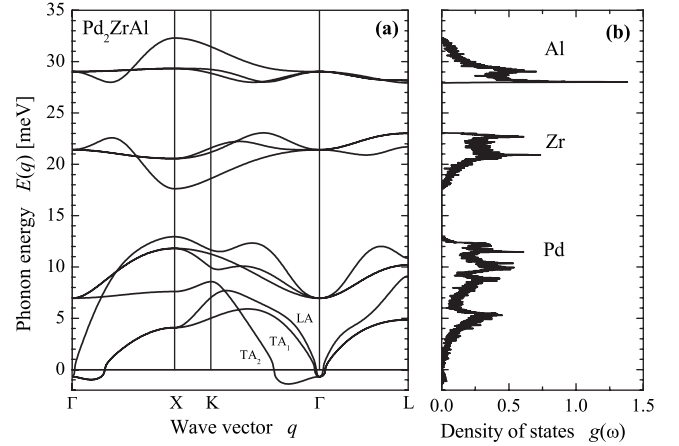 Pd₂ZrAl
(a)
35
30
25
20
15
10
5
0
Phonon energy E(q) [meV]
LA
TA₁
TA₂
Γ X K Γ L
Wave vector q
(b)
Al
Zr
Pd
0.0 0.5 1.0 1.5
Density of states g(ω)